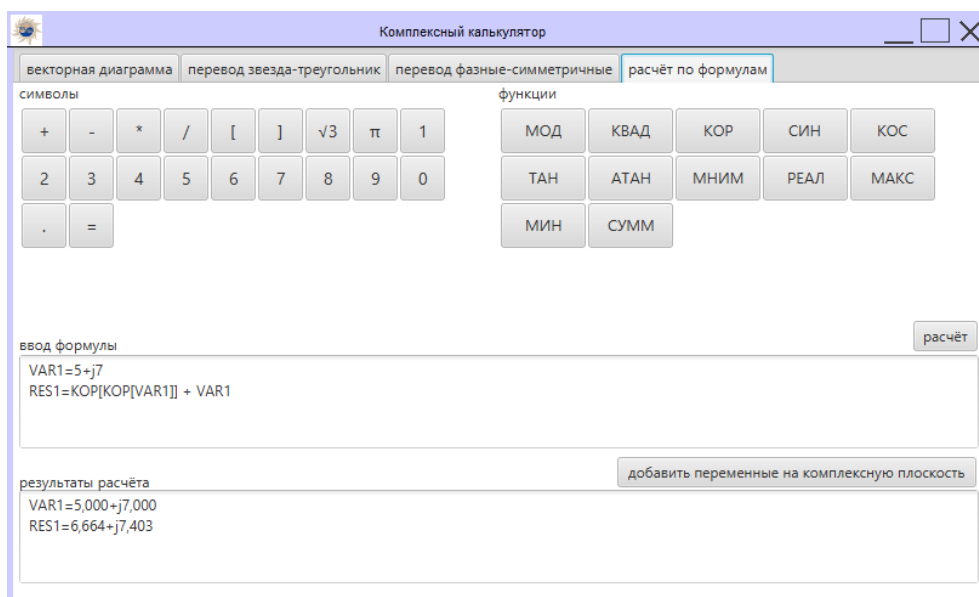 Комплексный калькулятор
векторная диаграмма перевод звезда-треугольник перевод фазные-симметричные расчёт по формулам
символы функции
+ - * / [ ] √3 π 1 МОД КВАД КОР СИН КОС
2 3 4 5 6 7 8 9 0 ТАН АТАН МНИМ РЕАЛ МАКС
. = МИН СУММ
расчёт
ввод формулы
VAR1=5+j7
RES1=КОР[КОР[VAR1]] + VAR1
добавить переменные на комплексную плоскость
результаты расчёта
VAR1=5,000+j7,000
RES1=6,664+j7,403